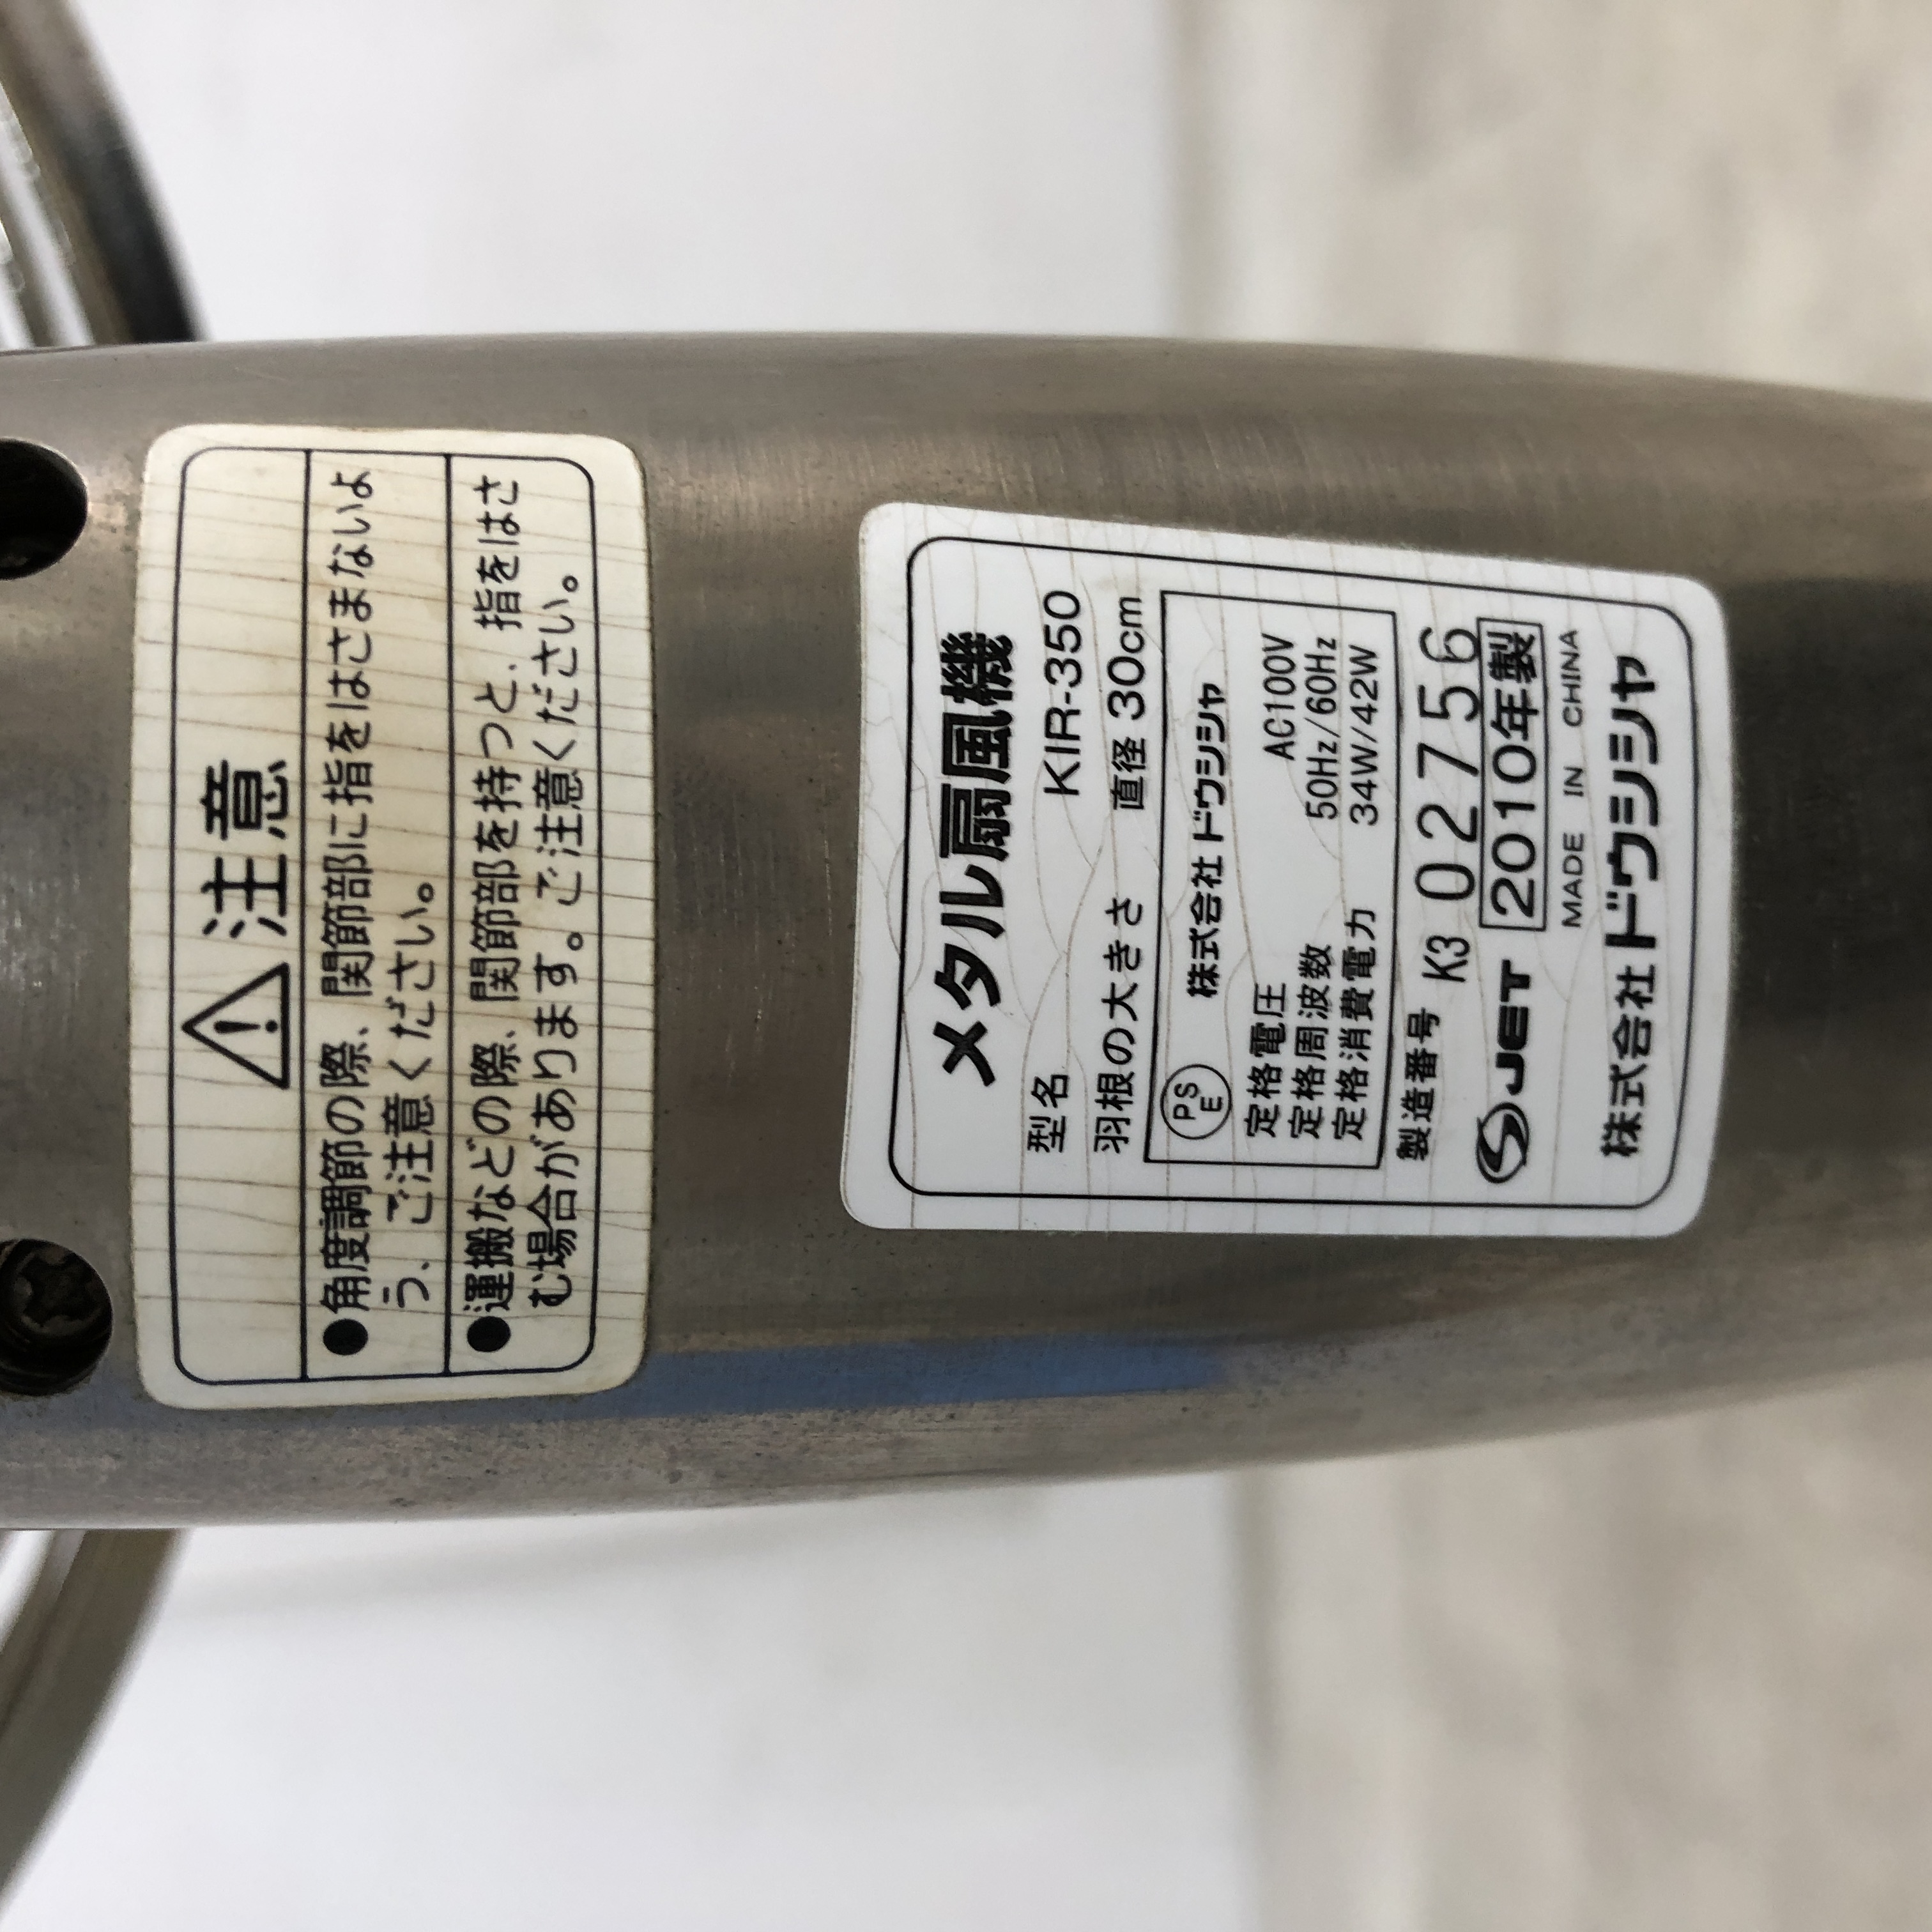 注意
●角度調節の際、関節部に指をはさまないよ
う、ご注意ください。
●運搬などの際、関節部を持つと、指をはさ
む場合があります。ご注意ください。
メタル扇風機
型名 KIR-350
羽根の大きさ 直径 30cm
PSE 株式会社 ドウシシャ
定格電圧 AC100V
定格周波数 50Hz/60Hz
定格消費電力 34W/42W
製造番号 K3 02756
JET 2010年製
MADE IN CHINA
株式会社 ドウシシャ